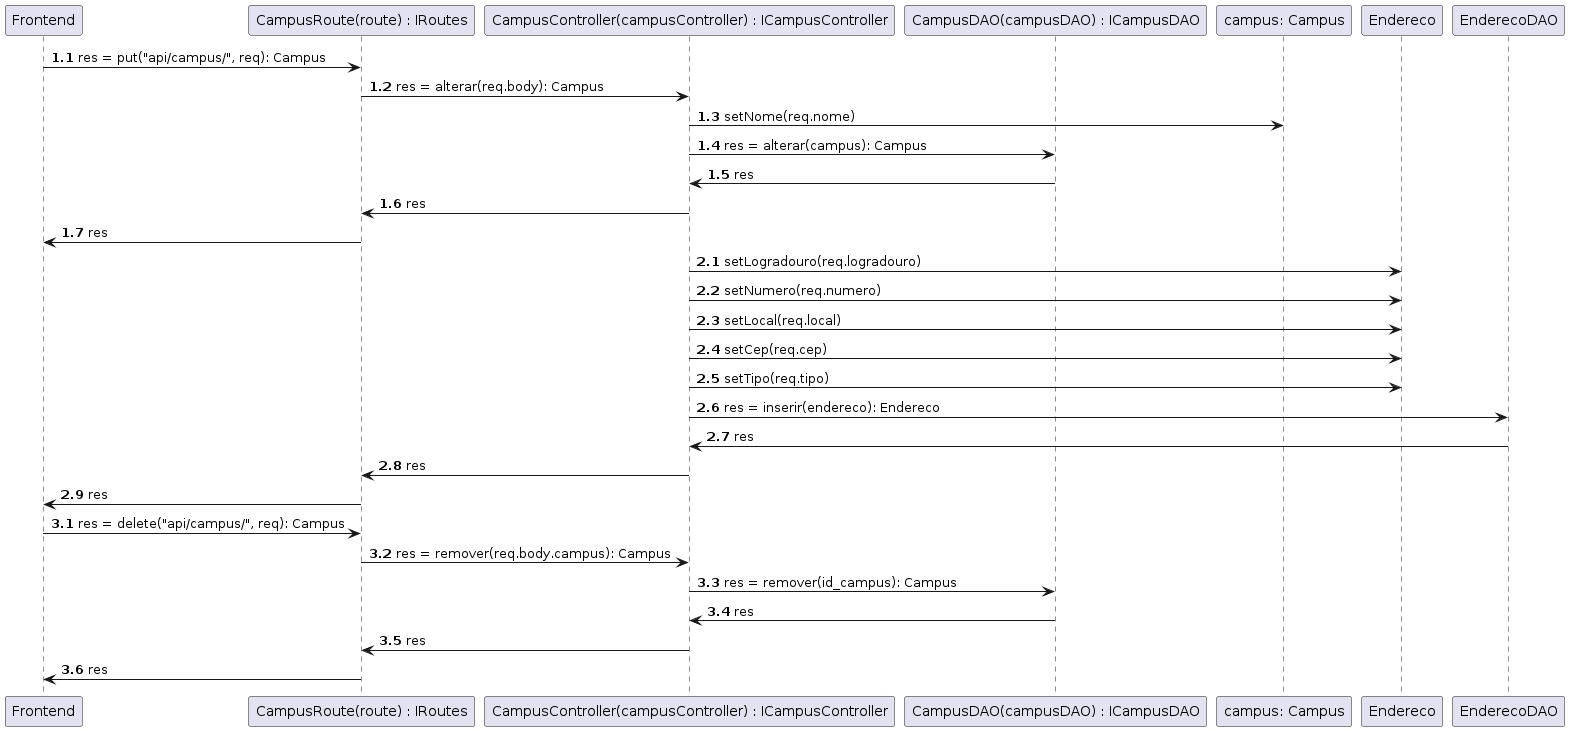 Frontend
CampusRoute(route) : IRoutes
CampusController(campusController) : ICampusController
CampusDAO(campusDAO) : ICampusDAO
campus: Campus
Endereco
EnderecoDAO
1.1 res = put("api/campus/", req): Campus
1.2 res = alterar(req.body): Campus
1.3 setNome(req.nome)
1.4 res = alterar(campus): Campus
1.5 res
1.6 res
1.7 res
2.1 setLogradouro(req.logradouro)
2.2 setNumero(req.numero)
2.3 setLocal(req.local)
2.4 setCep(req.cep)
2.5 setTipo(req.tipo)
2.6 res = inserir(endereco): Endereco
2.7 res
2.8 res
2.9 res
3.1 res = delete("api/campus/", req): Campus
3.2 res = remover(req.body.campus): Campus
3.3 res = remover(id_campus): Campus
3.4 res
3.5 res
3.6 res
Frontend
CampusRoute(route) : IRoutes
CampusController(campusController) : ICampusController
CampusDAO(campusDAO) : ICampusDAO
campus: Campus
Endereco
EnderecoDAO